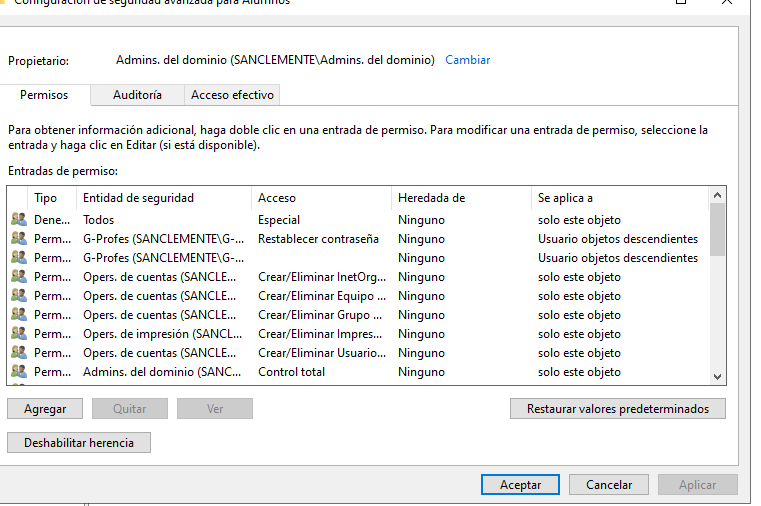 Configuración de seguridad avanzada para Alumnos
Propietario: Admins. del dominio (SANCLEMENTE\Admins. del dominio) Cambiar
Permisos Auditoría Acceso efectivo
Para obtener información adicional, haga doble clic en una entrada de permiso. Para modificar una entrada de permiso, seleccione la
entrada y haga clic en Editar (si está disponible).
Entradas de permiso:
Tipo Entidad de seguridad Acceso Heredada de Se aplica a
Dene... Todos Especial Ninguno solo este objeto
Perm... G-Profes (SANCLEMENTE\G-... Restablecer contraseña Ninguno Usuario objetos descendientes
Perm... G-Profes (SANCLEMENTE\G-... Ninguno Usuario objetos descendientes
Perm... Opers. de cuentas (SANCLE... Crear/Eliminar InetOrg... Ninguno solo este objeto
Perm... Opers. de cuentas (SANCLE... Crear/Eliminar Equipo ... Ninguno solo este objeto
Perm... Opers. de cuentas (SANCLE... Crear/Eliminar Grupo ... Ninguno solo este objeto
Perm... Opers. de impresión (SANCL... Crear/Eliminar Impres... Ninguno solo este objeto
Perm... Opers. de cuentas (SANCLE... Crear/Eliminar Usuario... Ninguno solo este objeto
Perm... Admins. del dominio (SANC... Control total Ninguno solo este objeto
Agregar Quitar Ver Restaurar valores predeterminados
Deshabilitar herencia
Aceptar Cancelar Aplicar